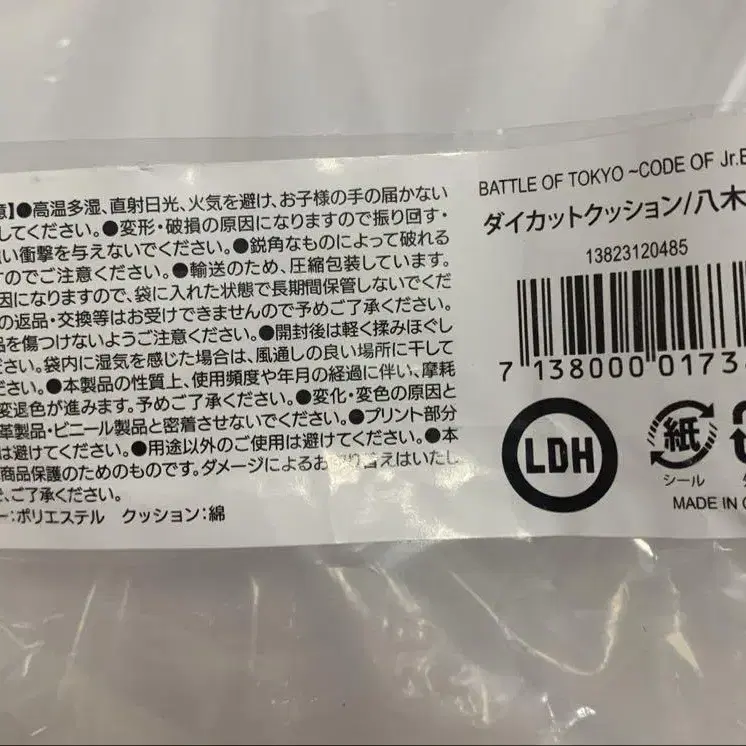 意】●高温多湿、直射日光、火気を避け、お子様の手の届かない
してください。●変形・破損の原因になりますので振り回す・
い衝撃を与えないでください。●鋭角なものによって破れる
すのでご注意ください。●輸送のため、圧縮包装しています。
因になりますので、袋に入れた状態で長期間保管しないでくだ
の返品・交換等はお受けできませんので予めご了承ください。
品を傷つけないようご注意ください。●開封後は軽く揉みほぐし
ださい。袋内に湿気を感じた場合は、風通しの良い場所に干して
ださい。●本製品の性質上、使用頻度や年月の経過に伴い、摩耗
変退色が進みます。予めご了承ください。●変化・変色の原因と
革製品・ビニール製品と密着させないでください。●プリント部分
は避けてください。●用途以外のご使用は避けてください。●本
商品保護のためのものです。ダメージによるお取り替えはいたし
、ご了承ください。
ー:ポリエステル クッション:綿
BATTLE OF TOKYO ~CODE OF Jr.E
ダイカットクッション/八木
13823120485
7 138000 0173
LDH
紙
シール
MADE IN C